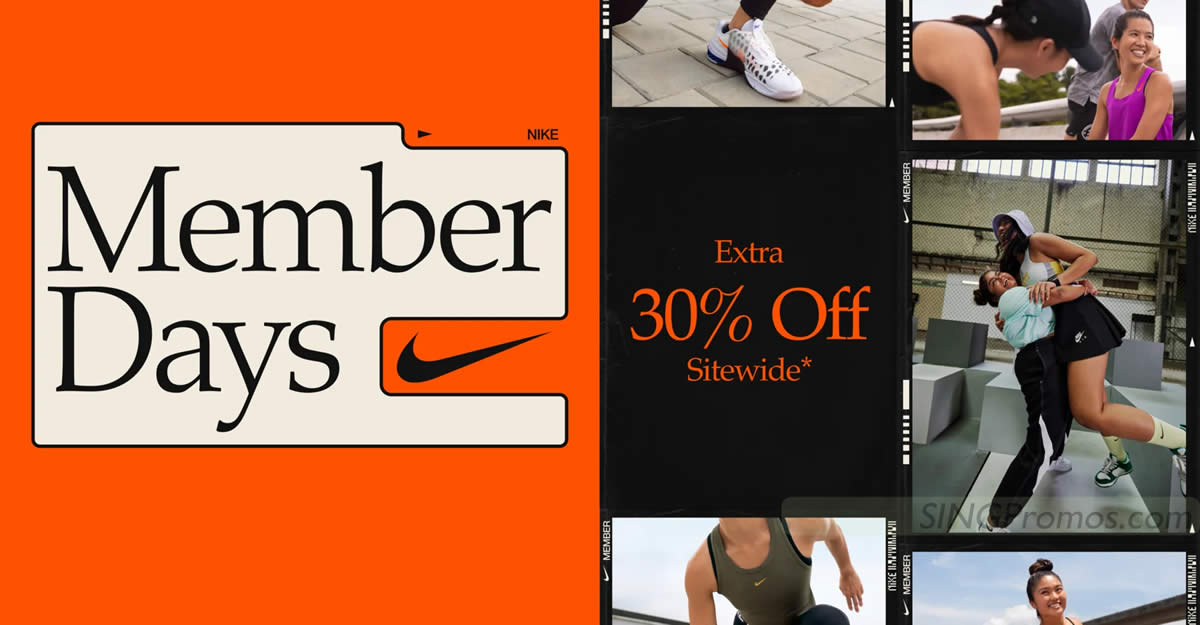 NIKE
Member
Days
Extra
30% Off
Sitewide*
MEMBER
MEMBER
MEMBER
SINGPromos.com